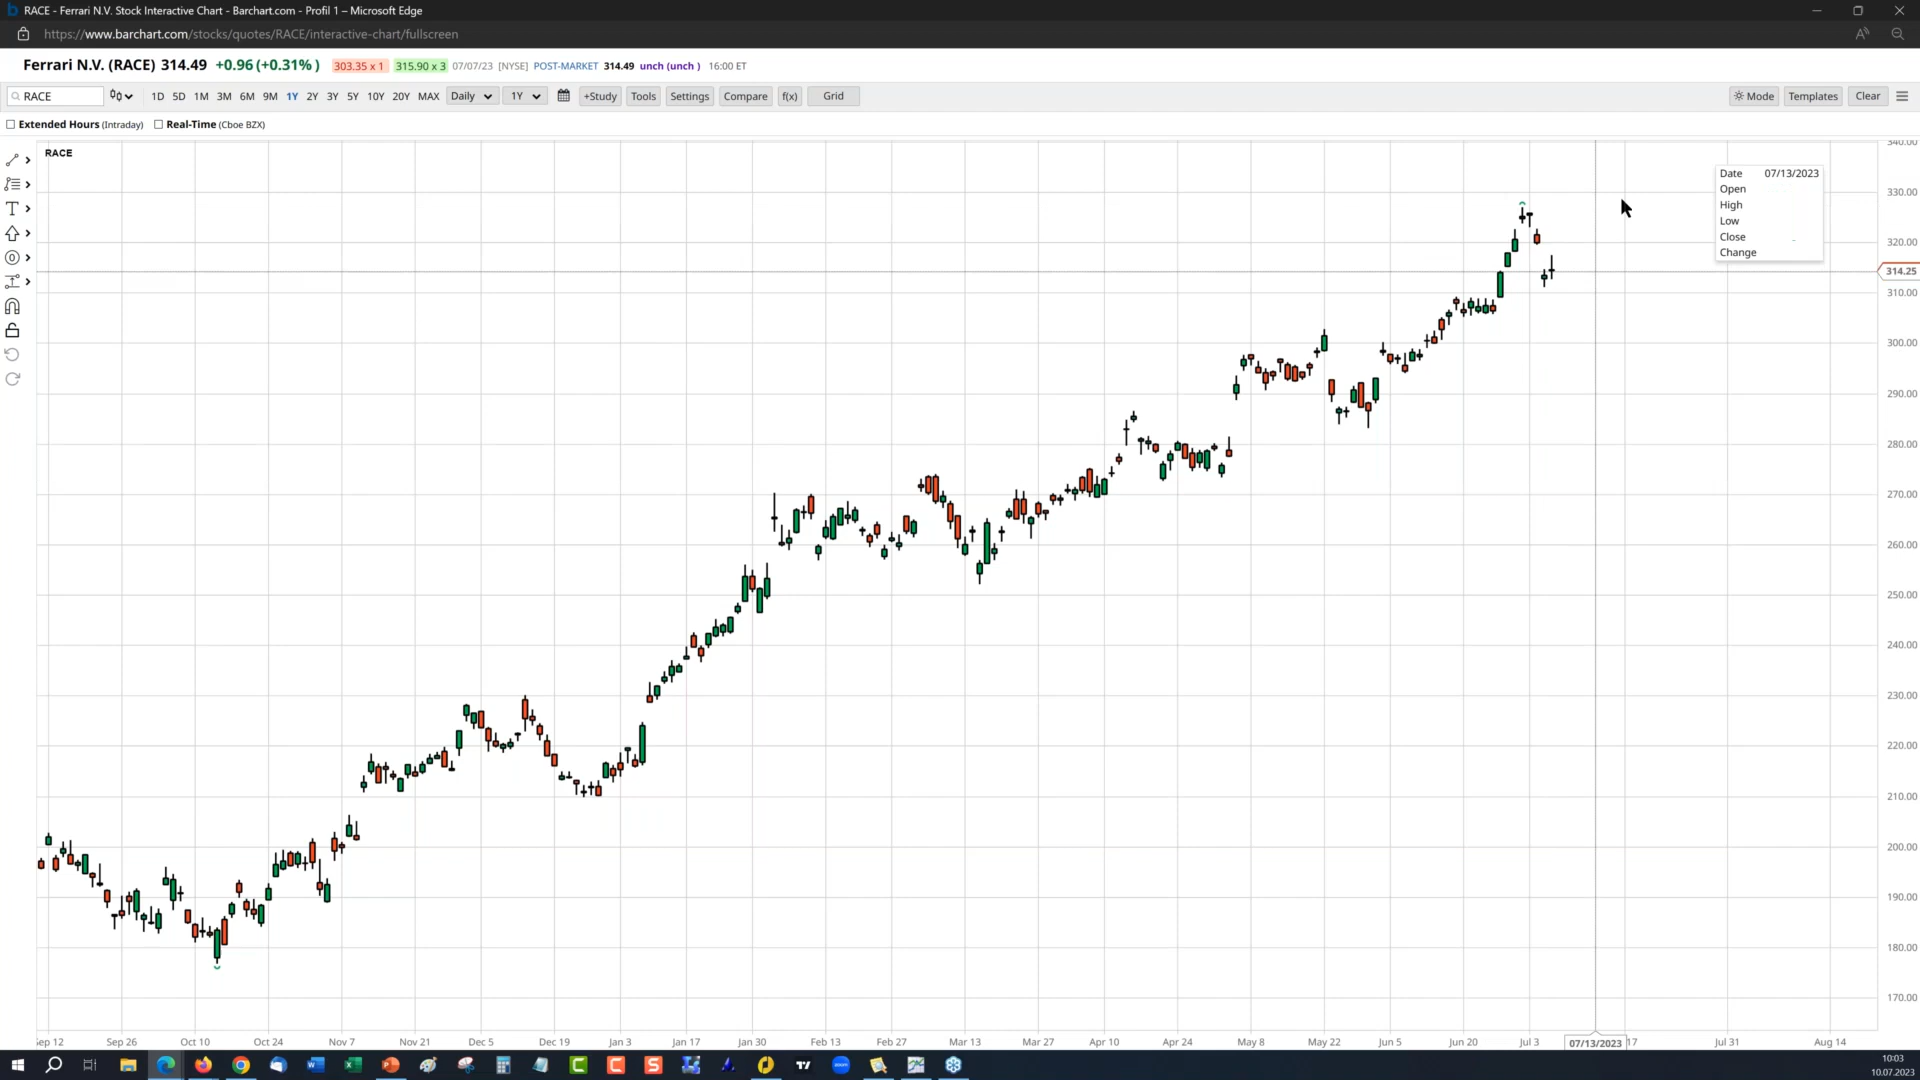 RACE - Ferrari N.V. Stock Interactive Chart - Barchart.com - Profil 1 – Microsoft Edge
https://www.barchart.com/stocks/quotes/RACE/interactive-chart/fullscreen
Ferrari N.V. (RACE) 314.49 +0.96 (+0.31%) 303.35 x 1 315.90 x 3 07/07/23 [NYSE] POST-MARKET 314.49 unch (unch) 16:00 ET
RACE 1D 5D 1M 3M 6M 9M 1Y 2Y 3Y 5Y 10Y 20Y MAX Daily 1Y +Study Tools Settings Compare f(x) Grid Mode Templates Clear
Extended Hours (Intraday) Real-Time (Cboe BZX)
RACE
Date 07/13/2023
Open
High
Low
Close -
Change
340.00
330.00
320.00
314.25
310.00
300.00
290.00
280.00
270.00
260.00
250.00
240.00
230.00
220.00
210.00
200.00
190.00
180.00
170.00
ep 12 Sep 26 Oct 10 Oct 24 Nov 7 Nov 21 Dec 5 Dec 19 Jan 3 Jan 17 Jan 30 Feb 13 Feb 27 Mar 13 Mar 27 Apr 10 Apr 24 May 8 May 22 Jun 5 Jun 20 Jul 3 07/13/2023 17 Jul 31 Aug 14
10:03
10.07.2023